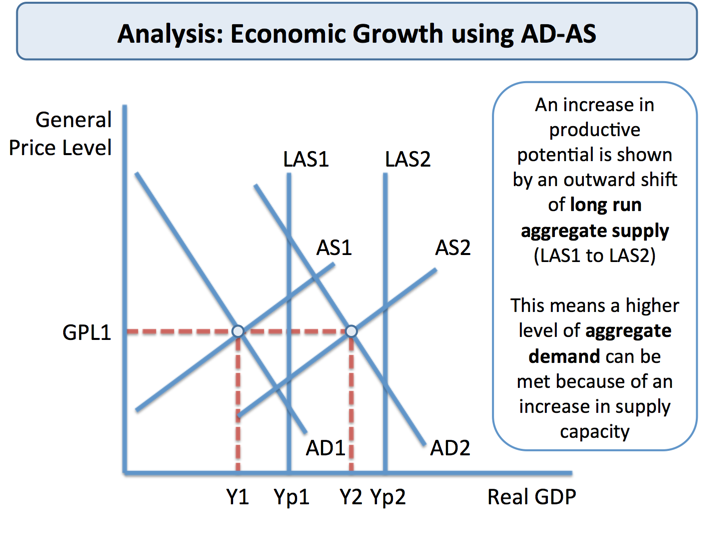 Analysis: Economic Growth using AD-AS
General
Price Level
LAS1
LAS2
AS1
AS2
GPL1
AD1
AD2
Y1
Yp1
Y2
Yp2
Real GDP
An increase in
productive
potential is shown
by an outward shift
of long run
aggregate supply
(LAS1 to LAS2)
This means a higher
level of aggregate
demand can be
met because of an
increase in supply
capacity